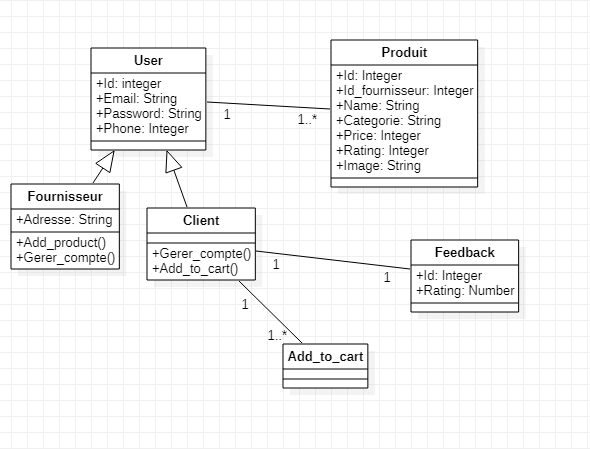 User
+Id: integer
+Email: String
+Password: String
+Phone: Integer
Produit
+Id: Integer
+Id_fournisseur: Integer
+Name: String
+Categorie: String
+Price: Integer
+Rating: Integer
+Image: String
1
1..*
Fournisseur
+Adresse: String
+Add_product()
+Gerer_compte()
Client
+Gerer_compte()
+Add_to_cart()
Feedback
+Id: Integer
+Rating: Number
1
1
1
1..*
Add_to_cart